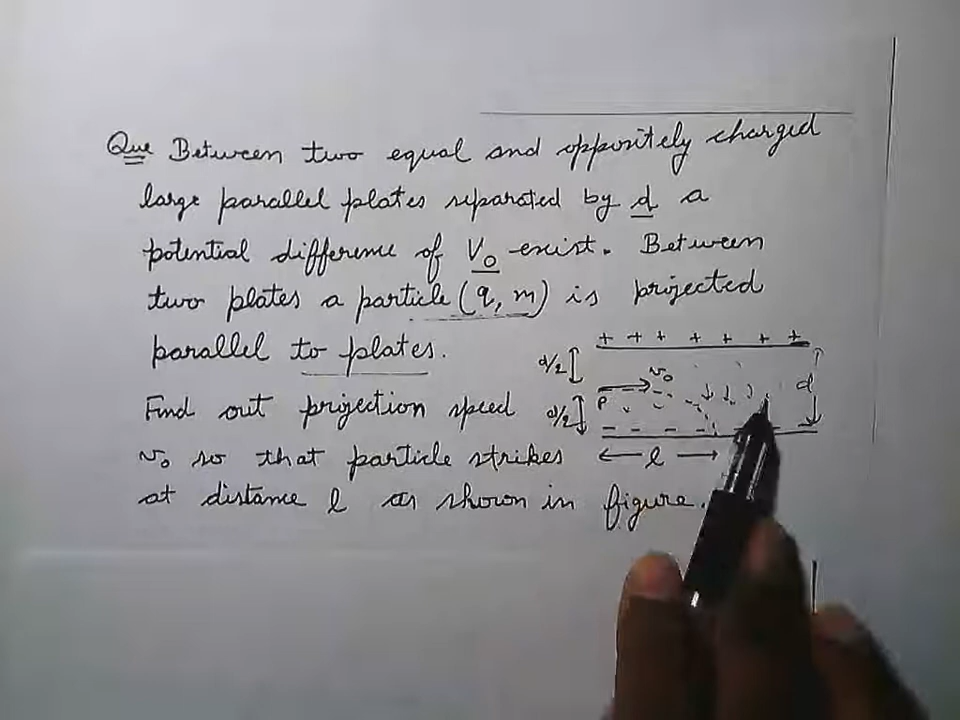 Que Between two equal and oppositely charged
large parallel plates separated by d a
potential difference of V₀ exist. Between
two plates a particle (q, m) is projected
parallel to plates.
Find out projection speed
v₀ so that particle strikes
at distance l as shown in figure.
+ + + + + + +
d/2
v₀
d
P
d/2
- - - -
l